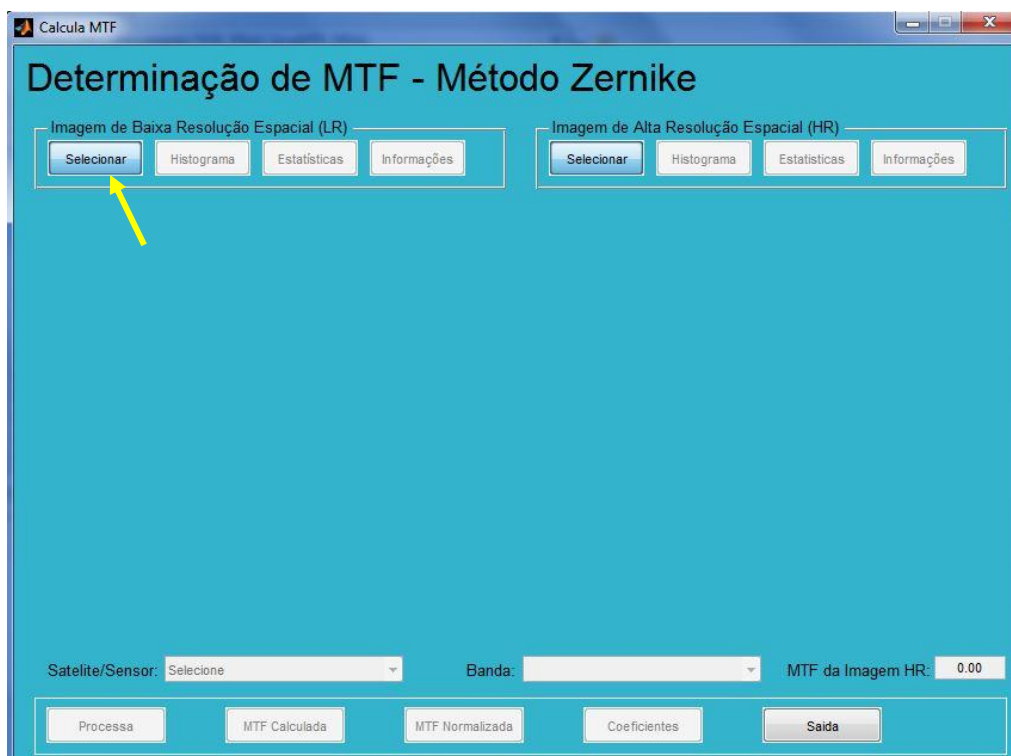 Calcula MTF
Determinação de MTF - Método Zernike
Imagem de Baixa Resolução Espacial (LR)
Selecionar Histograma Estatísticas Informações
Imagem de Alta Resolução Espacial (HR)
Selecionar Histograma Estatisticas Informações
Satelite/Sensor: Selecione Banda: MTF da Imagem HR: 0.00
Processa MTF Calculada MTF Normalizada Coeficientes Saida